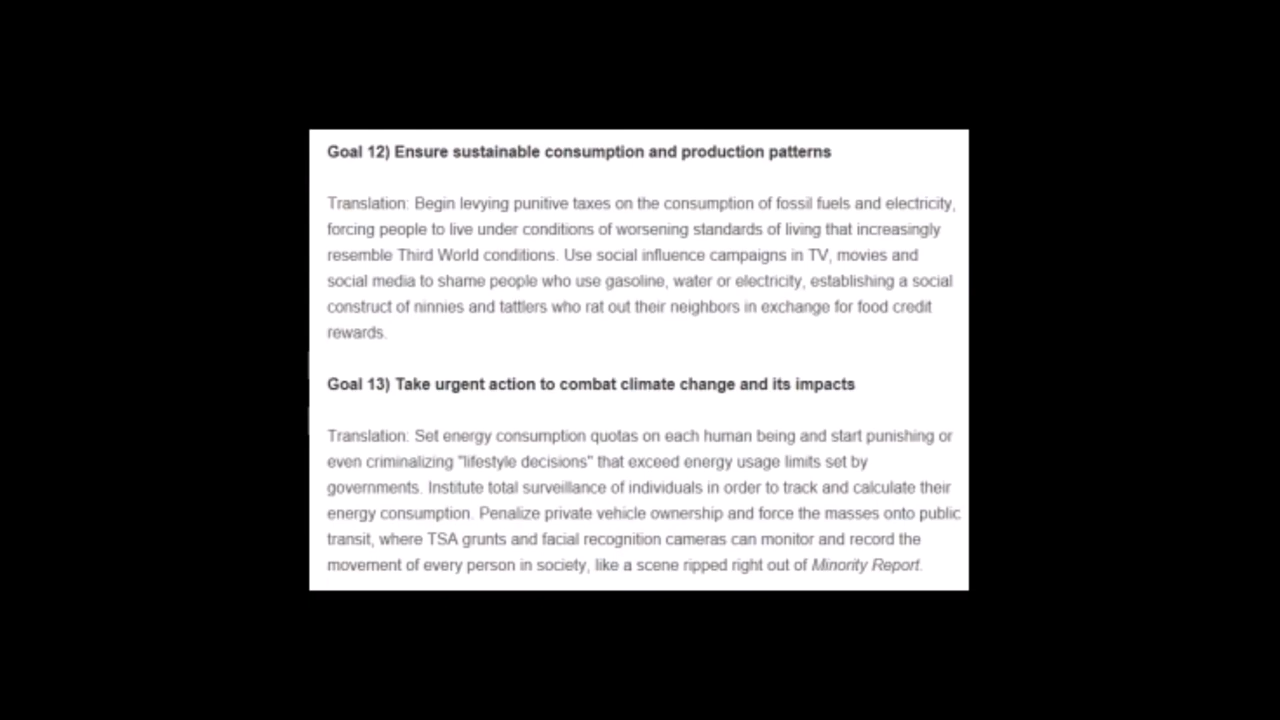 Goal 12) Ensure sustainable consumption and production patterns
Translation: Begin levying punitive taxes on the consumption of fossil fuels and electricity,
forcing people to live under conditions of worsening standards of living that increasingly
resemble Third World conditions. Use social influence campaigns in TV, movies and
social media to shame people who use gasoline, water or electricity, establishing a social
construct of ninnies and tattlers who rat out their neighbors in exchange for food credit
rewards.
Goal 13) Take urgent action to combat climate change and its impacts
Translation: Set energy consumption quotas on each human being and start punishing or
even criminalizing "lifestyle decisions" that exceed energy usage limits set by
governments. Institute total surveillance of individuals in order to track and calculate their
energy consumption. Penalize private vehicle ownership and force the masses onto public
transit, where TSA grunts and facial recognition cameras can monitor and record the
movement of every person in society, like a scene ripped right out of Minority Report.